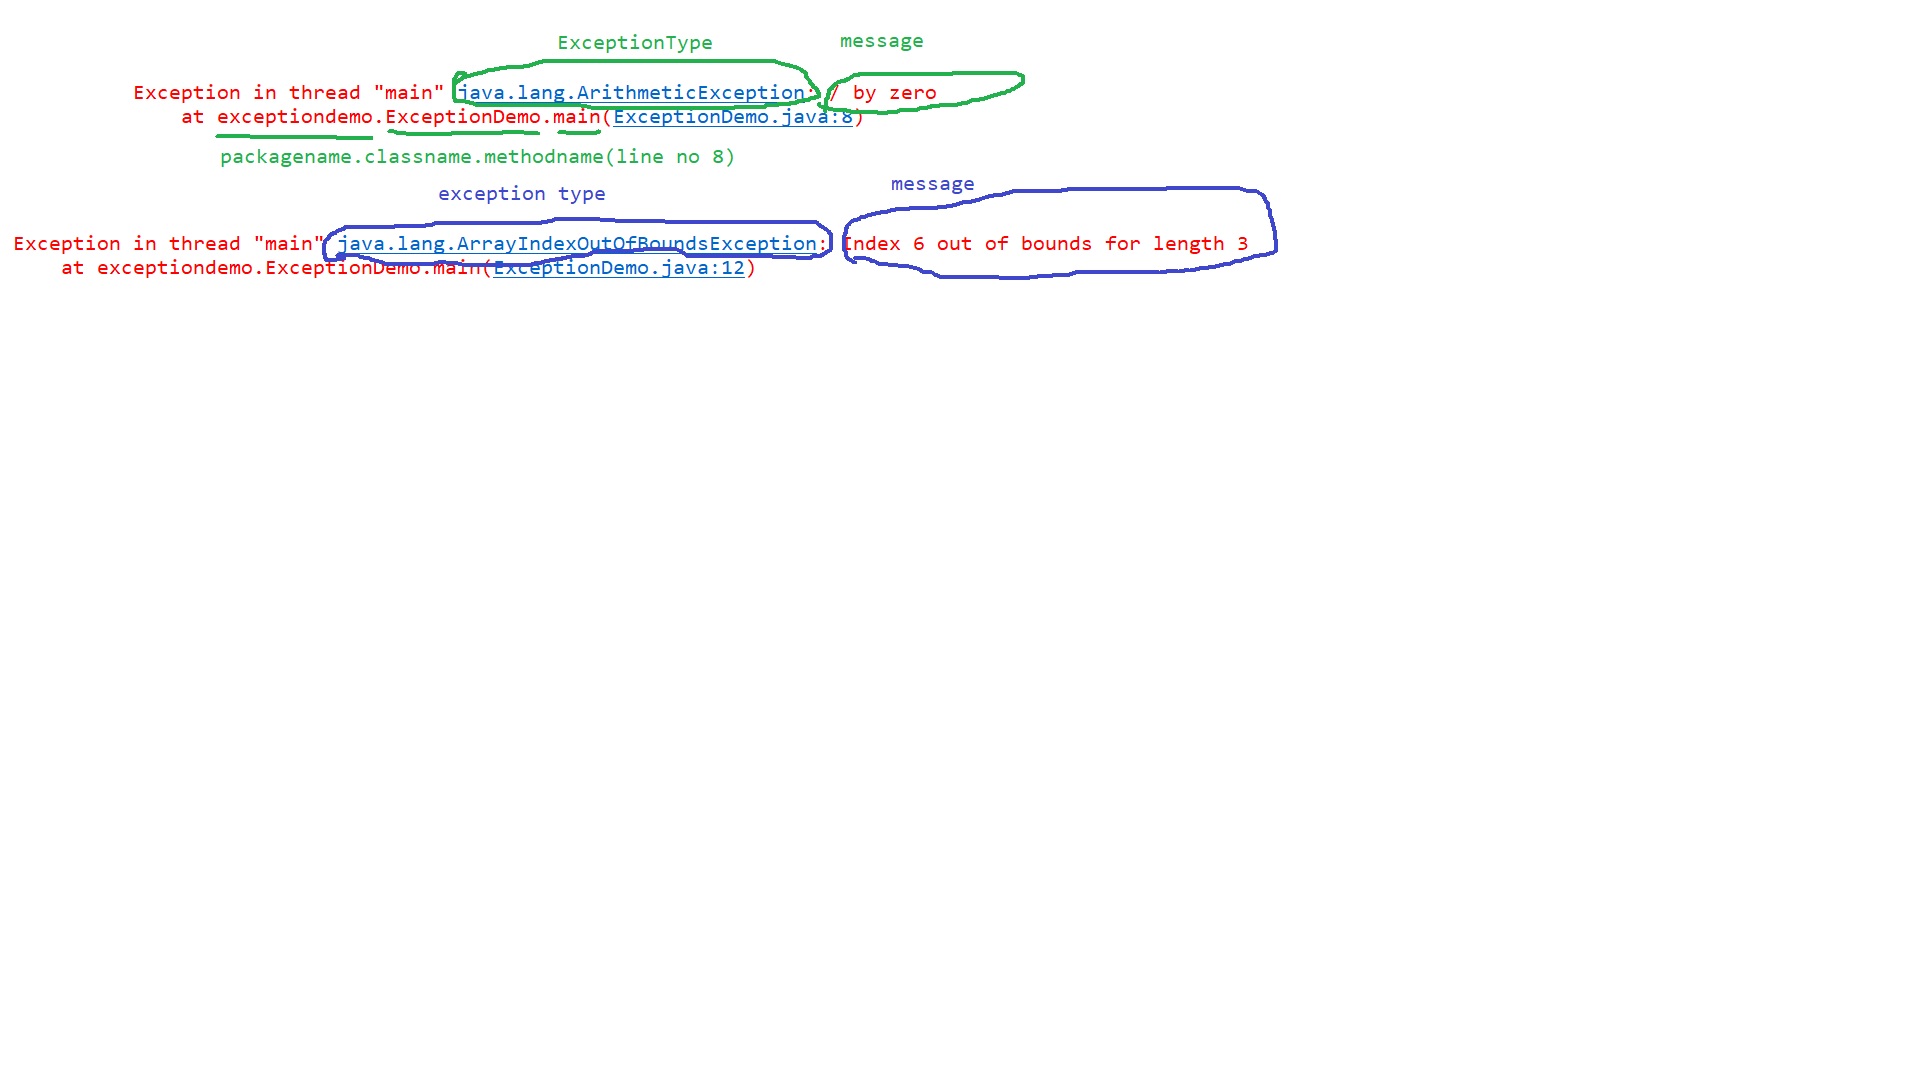 ExceptionType message
Exception in thread "main" java.lang.ArithmeticException: / by zero
at exceptiondemo.ExceptionDemo.main(ExceptionDemo.java:8)
packagename.classname.methodname(line no 8)
exception type message
Exception in thread "main" java.lang.ArrayIndexOutOfBoundsException: Index 6 out of bounds for length 3
at exceptiondemo.ExceptionDemo.main(ExceptionDemo.java:12)